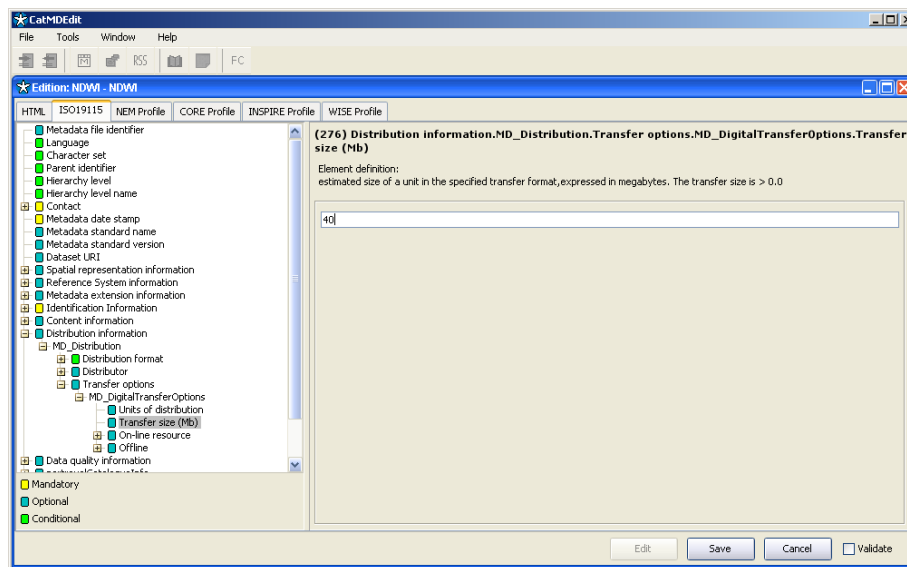 CatMDEdit
File Tools Window Help
RSS FC
Edition: NDWI - NDWI
HTML ISO19115 NEM Profile CORE Profile INSPIRE Profile WISE Profile
Metadata file identifier
Language
Character set
Parent identifier
Hierarchy level
Hierarchy level name
Contact
Metadata date stamp
Metadata standard name
Metadata standard version
Dataset URI
Spatial representation information
Reference System information
Metadata extension information
Identification Information
Content information
Distribution information
MD_Distribution
Distribution format
Distributor
Transfer options
MD_DigitalTransferOptions
Units of distribution
Transfer size (Mb)
On-line resource
Offline
Data quality information
Mandatory
Optional
Conditional
(276) Distribution information.MD_Distribution.Transfer options.MD_DigitalTransferOptions.Transfer
size (Mb)
Element definition:
estimated size of a unit in the specified transfer format,expressed in megabytes. The transfer size is > 0.0
40
Edit Save Cancel Validate